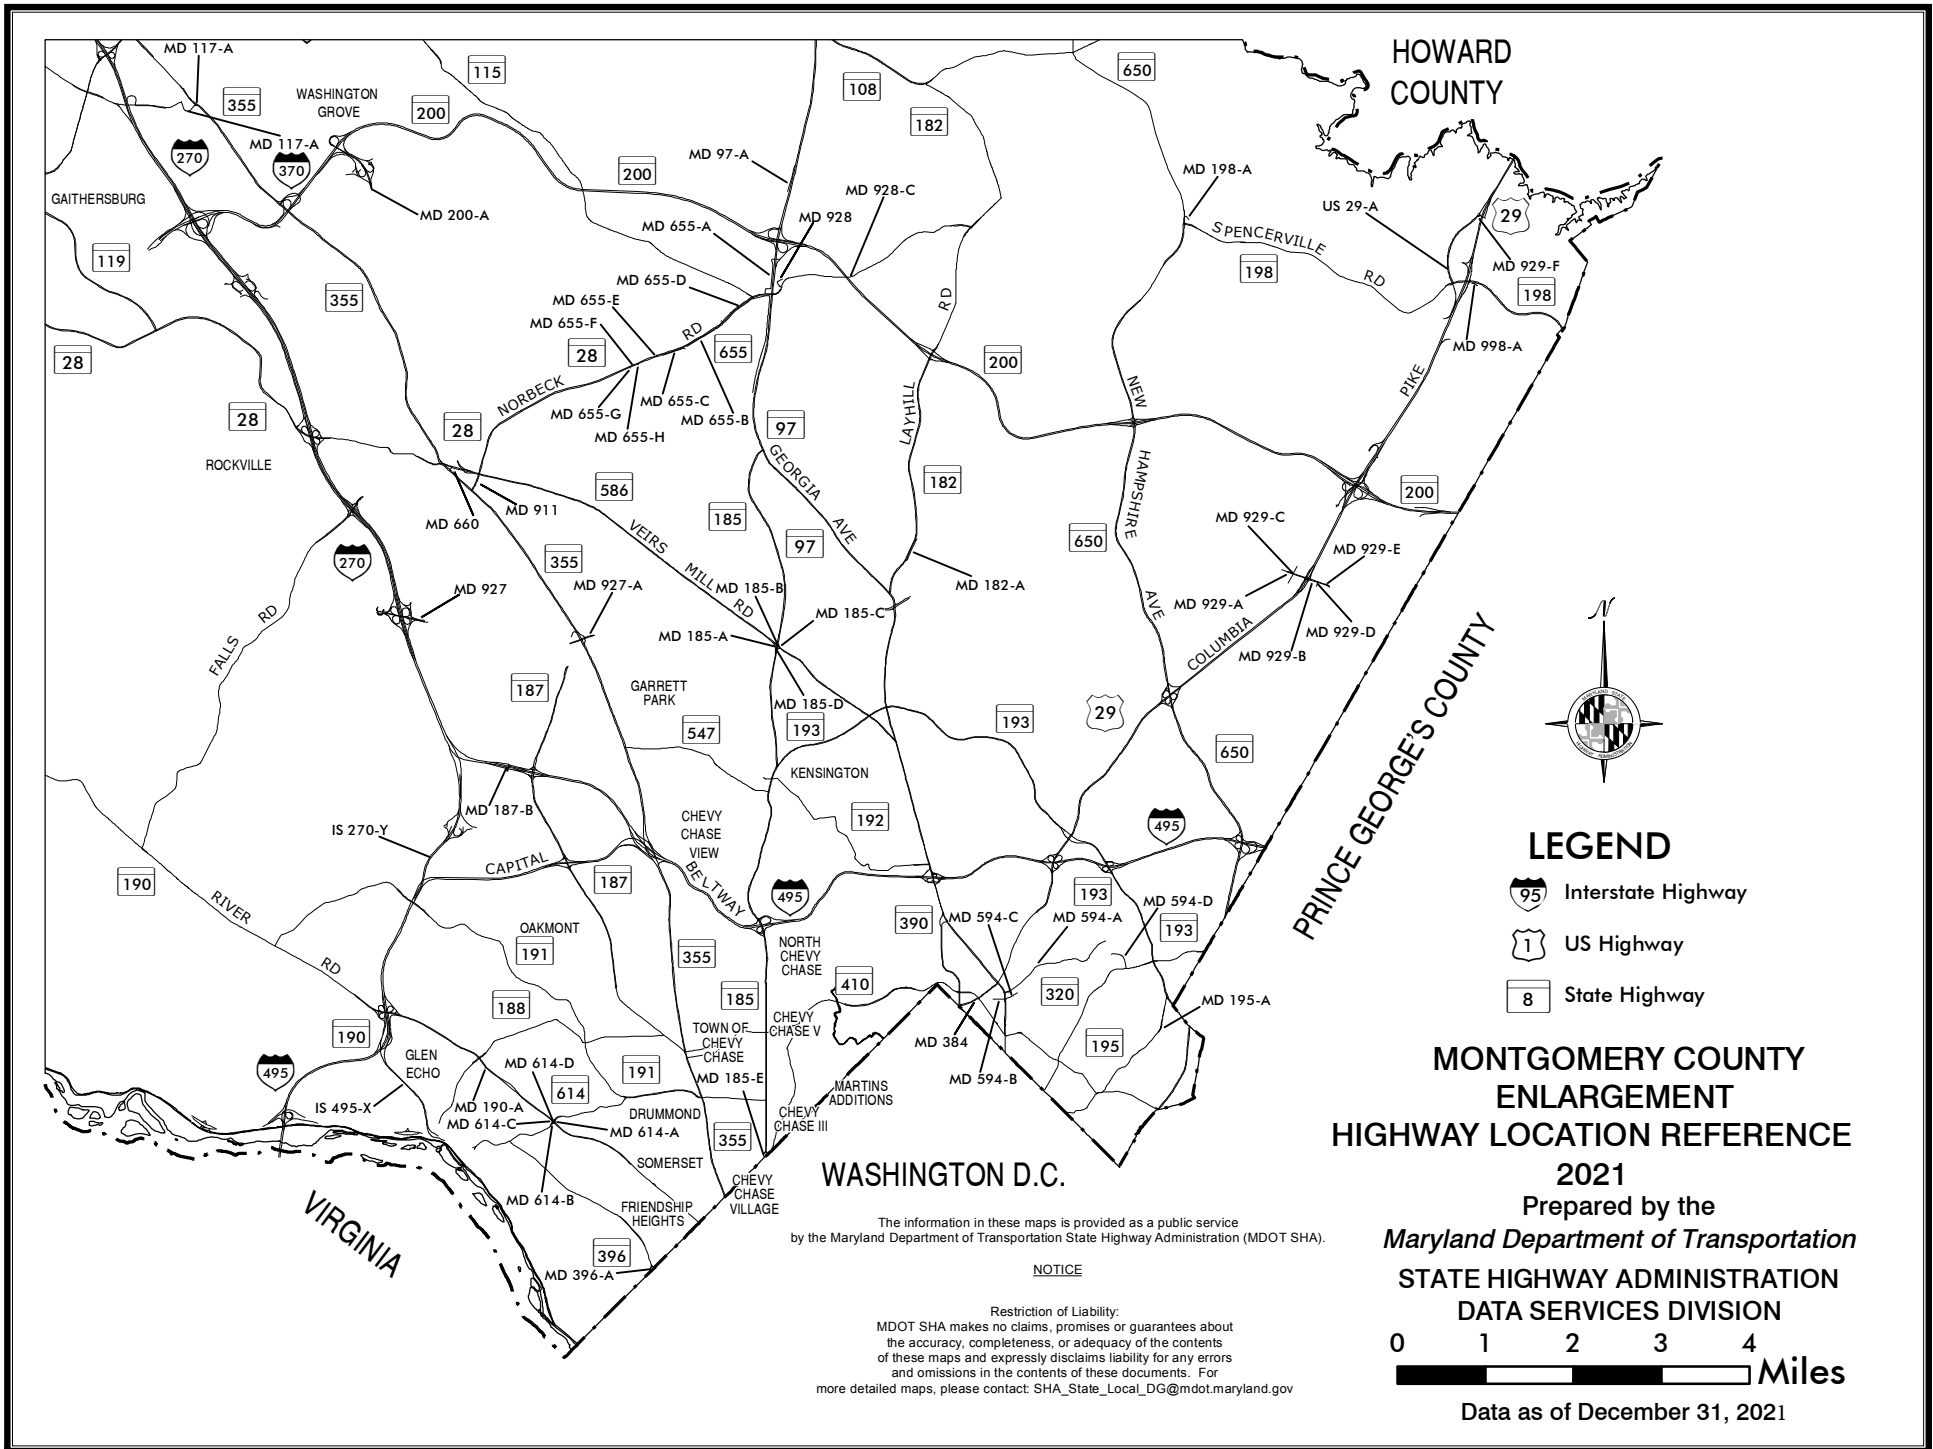 HOWARD
COUNTY
MD 117-A
355
WASHINGTON
GROVE
115
200
108
650
182
MD 117-A
270
370
MD 97-A
200
MD 928-C
MD 198-A
GAITHERSBURG
MD 200-A
MD 655-A
MD 928
US 29-A
29
SPENCERVILLE
RD
198
MD 929-F
198
119
MD 655-D
355
MD 655-E
MD 655-F
RD
RD
28
655
28
MD 998-A
200
NORBECK
MD 655-G
MD 655-C
MD 655-H
MD 655-B
LAYHILL
NEW
PIKE
28
28
97
GEORGIA
AVE
ROCKVILLE
586
182
HAMPSHIRE
200
MD 660
MD 911
185
97
650
MD 929-C
VEIRS
MILL
RD
270
355
MD 929-E
MD 927
MD 927-A
MD 185-B
MD 182-A
AVE
MD 929-A
MD 185-C
FALLS
RD
MD 185-A
COLUMBIA
MD 929-D
MD 929-B
187
GARRETT
PARK
MD 185-D
547
193
193
29
650
PRINCE GEORGE'S COUNTY
KENSINGTON
MD 187-B
IS 270-Y
CHEVY
CHASE
VIEW
192
495
LEGEND
95
Interstate Highway
1
US Highway
8
State Highway
CAPITAL
BELTWAY
190
187
RIVER
RD
495
193
MD 594-D
390
MD 594-C
MD 594-A
193
OAKMONT
191
355
NORTH
CHEVY
CHASE
410
320
188
185
MD 195-A
190
TOWN OF
CHEVY
CHASE
CHEVY
CHASE V
MD 384
195
GLEN
ECHO
MD 614-D
495
191
MD 185-E
MD 594-B
614
MARTINS
ADDITIONS
IS 495-X
MD 190-A
MD 614-C
DRUMMOND
MD 614-A
CHEVY
CHASE III
355
SOMERSET
MD 614-B
CHEVY
CHASE
VILLAGE
FRIENDSHIP
HEIGHTS
396
MD 396-A
VIRGINIA
WASHINGTON D.C.
The information in these maps is provided as a public service
by the Maryland Department of Transportation State Highway Administration (MDOT SHA).
NOTICE
Restriction of Liability:
MDOT SHA makes no claims, promises or guarantees about
the accuracy, completeness, or adequacy of the contents
of these maps and expressly disclaims liability for any errors
and omissions in the contents of these documents. For
more detailed maps, please contact: SHA_State_Local_DG@mdot.maryland.gov
N
MARYLAND STATE
HIGHWAY ADMINISTRATION
MONTGOMERY COUNTY
ENLARGEMENT
HIGHWAY LOCATION REFERENCE
2021
Prepared by the
Maryland Department of Transportation
STATE HIGHWAY ADMINISTRATION
DATA SERVICES DIVISION
0 1 2 3 4
Miles
Data as of December 31, 2021